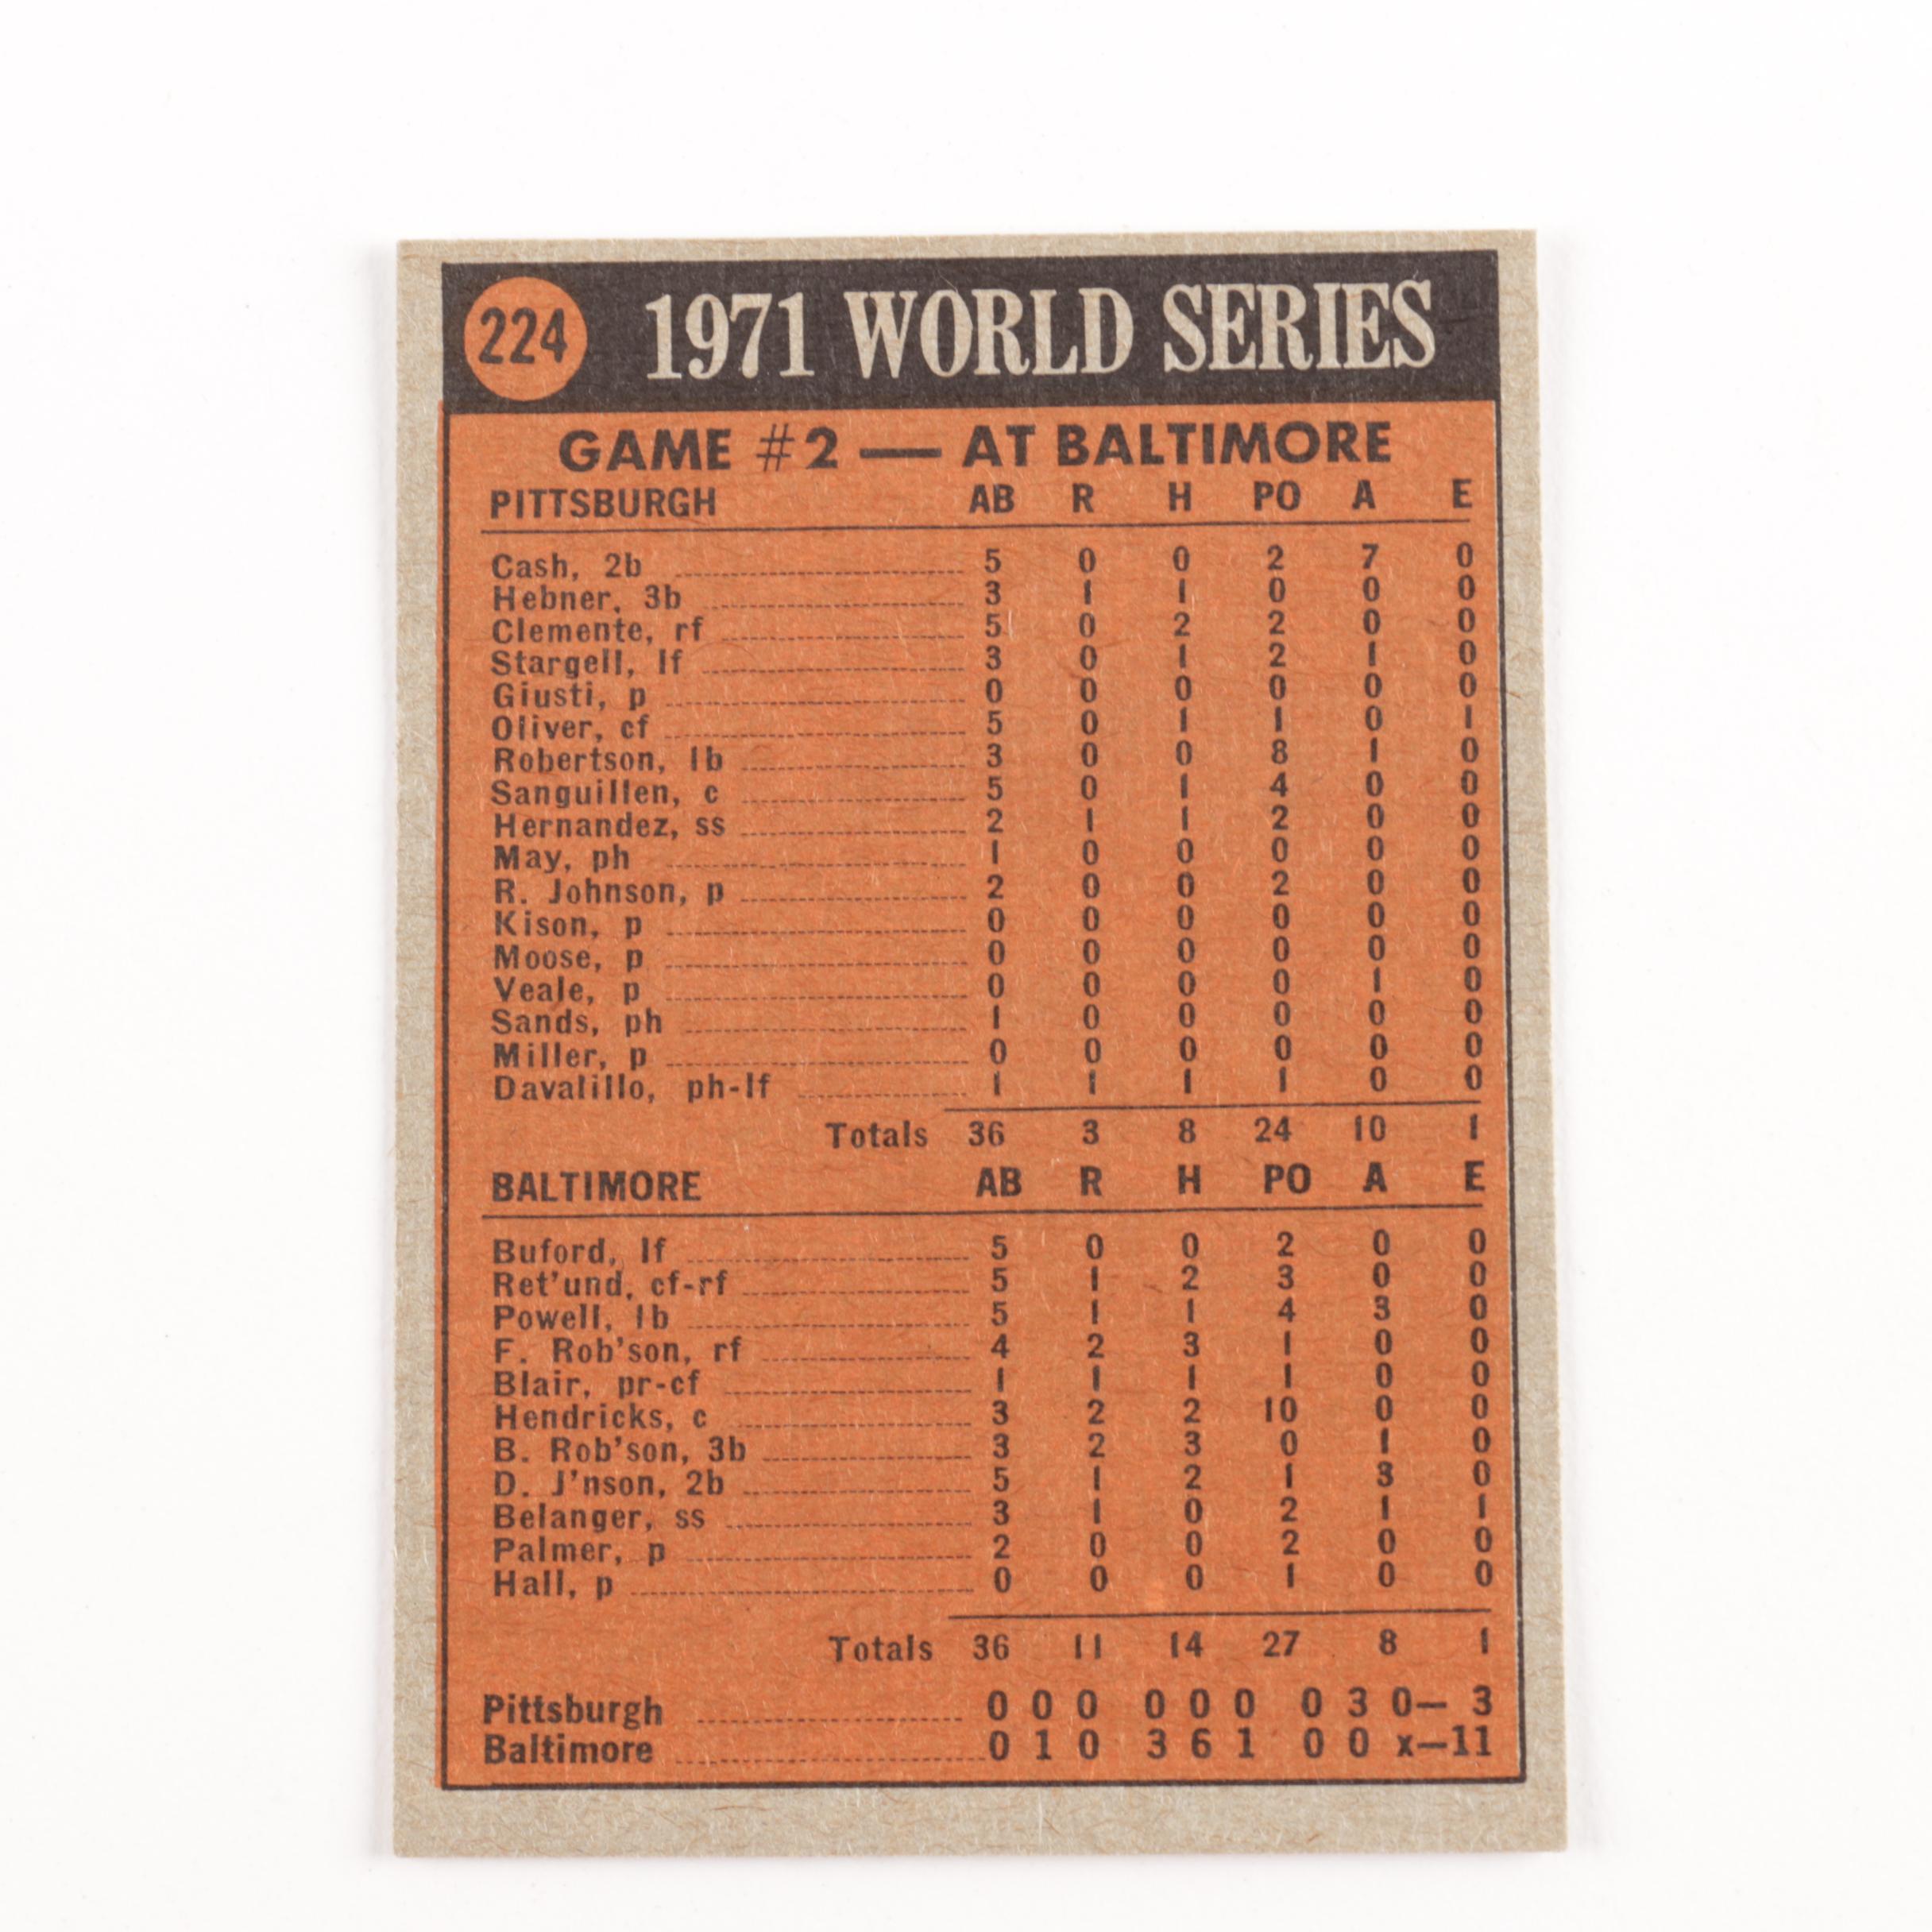 224 1971 WORLD SERIES
GAME #2 — AT BALTIMORE
PITTSBURGH AB R H PO A E
Cash, 2b 5 0 0 2 7 0
Hebner, 3b 3 1 1 0 0 0
Clemente, rf 5 0 2 2 0 0
Stargell, lf 3 0 1 2 1 0
Giusti, p 0 0 0 0 0 0
Oliver, cf 5 0 1 1 0 1
Robertson, 1b 3 0 0 8 1 0
Sanguillen, c 5 0 1 4 0 0
Hernandez, ss 2 1 1 2 0 0
May, ph 1 0 0 0 0 0
R. Johnson, p 2 0 0 2 0 0
Kison, p 0 0 0 0 0 0
Moose, p 0 0 0 0 0 0
Veale, p 0 0 0 0 1 0
Sands, ph 1 0 0 0 0 0
Miller, p 0 0 0 0 0 0
Davalillo, ph-lf 1 1 1 1 0 0
Totals 36 3 8 24 10 1
BALTIMORE AB R H PO A E
Buford, lf 5 0 0 2 0 0
Ret'und, cf-rf 5 1 2 3 0 0
Powell, 1b 5 1 1 4 3 0
F. Rob'son, rf 4 2 3 1 0 0
Blair, pr-cf 1 1 1 1 0 0
Hendricks, c 3 2 2 10 0 0
B. Rob'son, 3b 3 2 3 0 1 0
D. J'nson, 2b 5 1 2 1 3 0
Belanger, ss 3 1 0 2 1 1
Palmer, p 2 0 0 2 0 0
Hall, p 0 0 0 1 0 0
Totals 36 11 14 27 8 1
Pittsburgh 0 0 0 0 0 0 0 3 0— 3
Baltimore 0 1 0 3 6 1 0 0 x—11